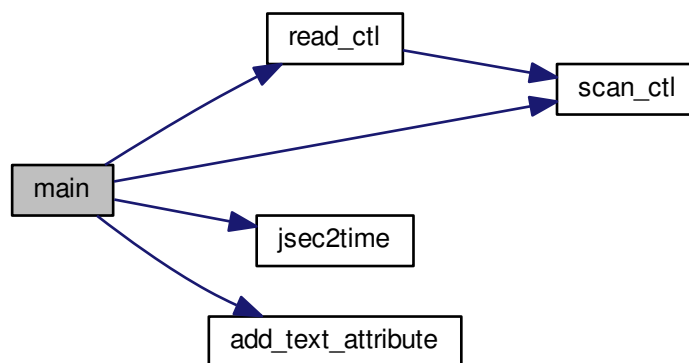 read_ctl
scan_ctl
main
jsec2time
add_text_attribute